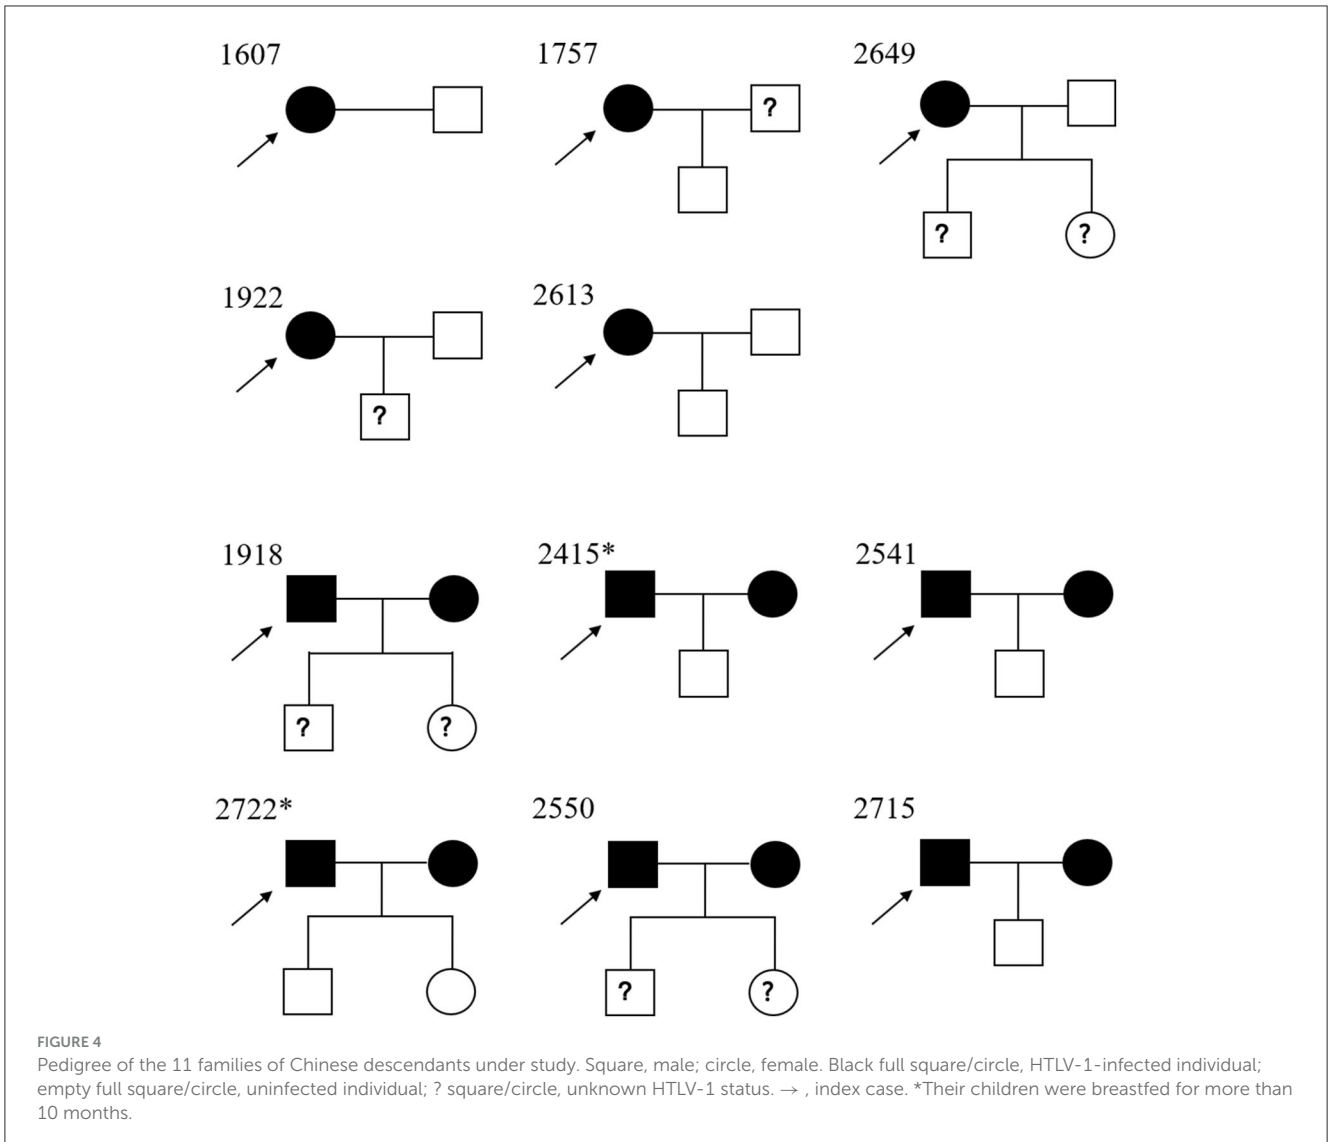 1607 1757 2649
?
? ?
1922 2613
?
1918 2415* 2541
? ?
2722* 2550 2715
? ?
FIGURE 4
Pedigree of the 11 families of Chinese descendants under study. Square, male; circle, female. Black full square/circle, HTLV-1-infected individual;
empty full square/circle, uninfected individual; ? square/circle, unknown HTLV-1 status. → , index case. *Their children were breastfed for more than
10 months.